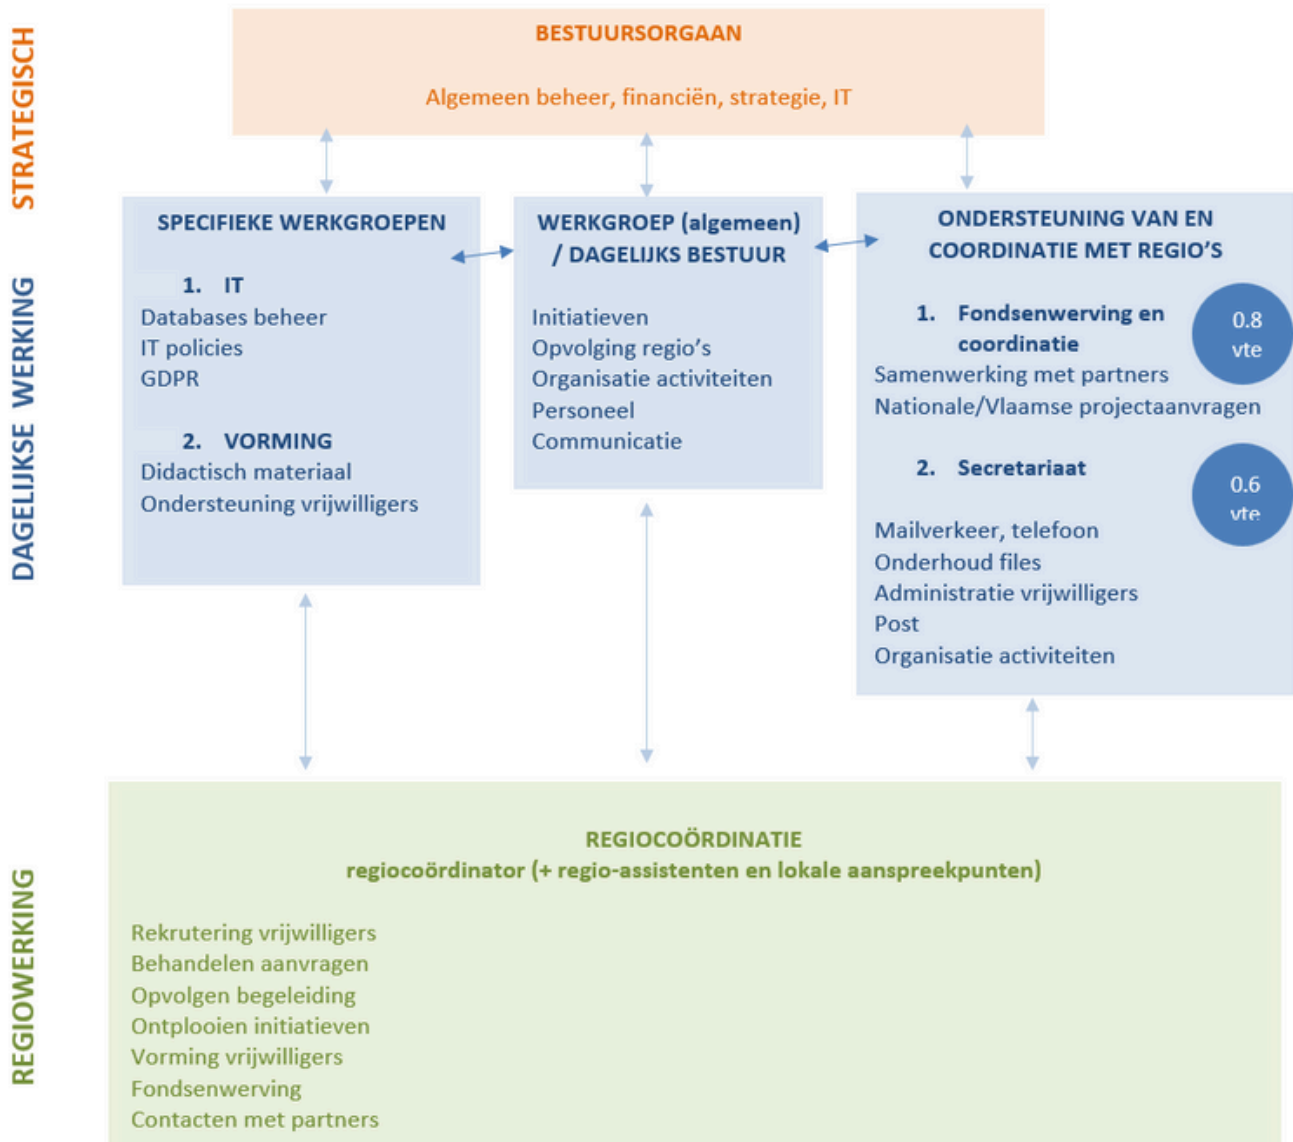 STRATEGISCH
BESTUURSORGAAN
Algemeen beheer, financiën, strategie, IT
DAGELIJKSE WERKING
SPECIFIEKE WERKGROEPEN
1. IT
Databases beheer
IT policies
GDPR
2. VORMING
Didactisch materiaal
Ondersteuning vrijwilligers
WERKGROEP (algemeen)
/ DAGELIJKS BESTUUR
Initiatieven
Opvolging regio's
Organisatie activiteiten
Personeel
Communicatie
ONDERSTEUNING VAN EN
COORDINATIE MET REGIO'S
1. Fondsenwerving en
coordinatie
0.8
vte
Samenwerking met partners
Nationale/Vlaamse projectaanvragen
2. Secretariaat
0.6
vte
Mailverkeer, telefoon
Onderhoud files
Administratie vrijwilligers
Post
Organisatie activiteiten
REGIOWERKING
REGIOCOÖRDINATIE
regiocoördinator (+ regio-assistenten en lokale aanspreekpunten)
Rekrutering vrijwilligers
Behandelen aanvragen
Opvolgen begeleiding
Ontplooien initiatieven
Vorming vrijwilligers
Fondsenwerving
Contacten met partners